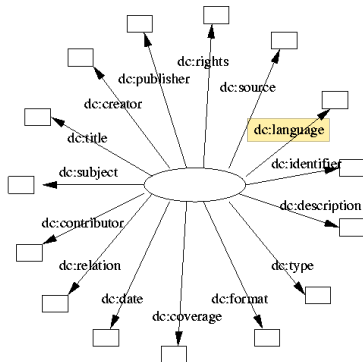 dc:rights
dc:publisher
dc:source
dc:creator
dc:language
dc:title
dc:identifier
dc:subject
dc:description
dc:contributor
dc:relation
dc:type
dc:date
dc:format
dc:coverage